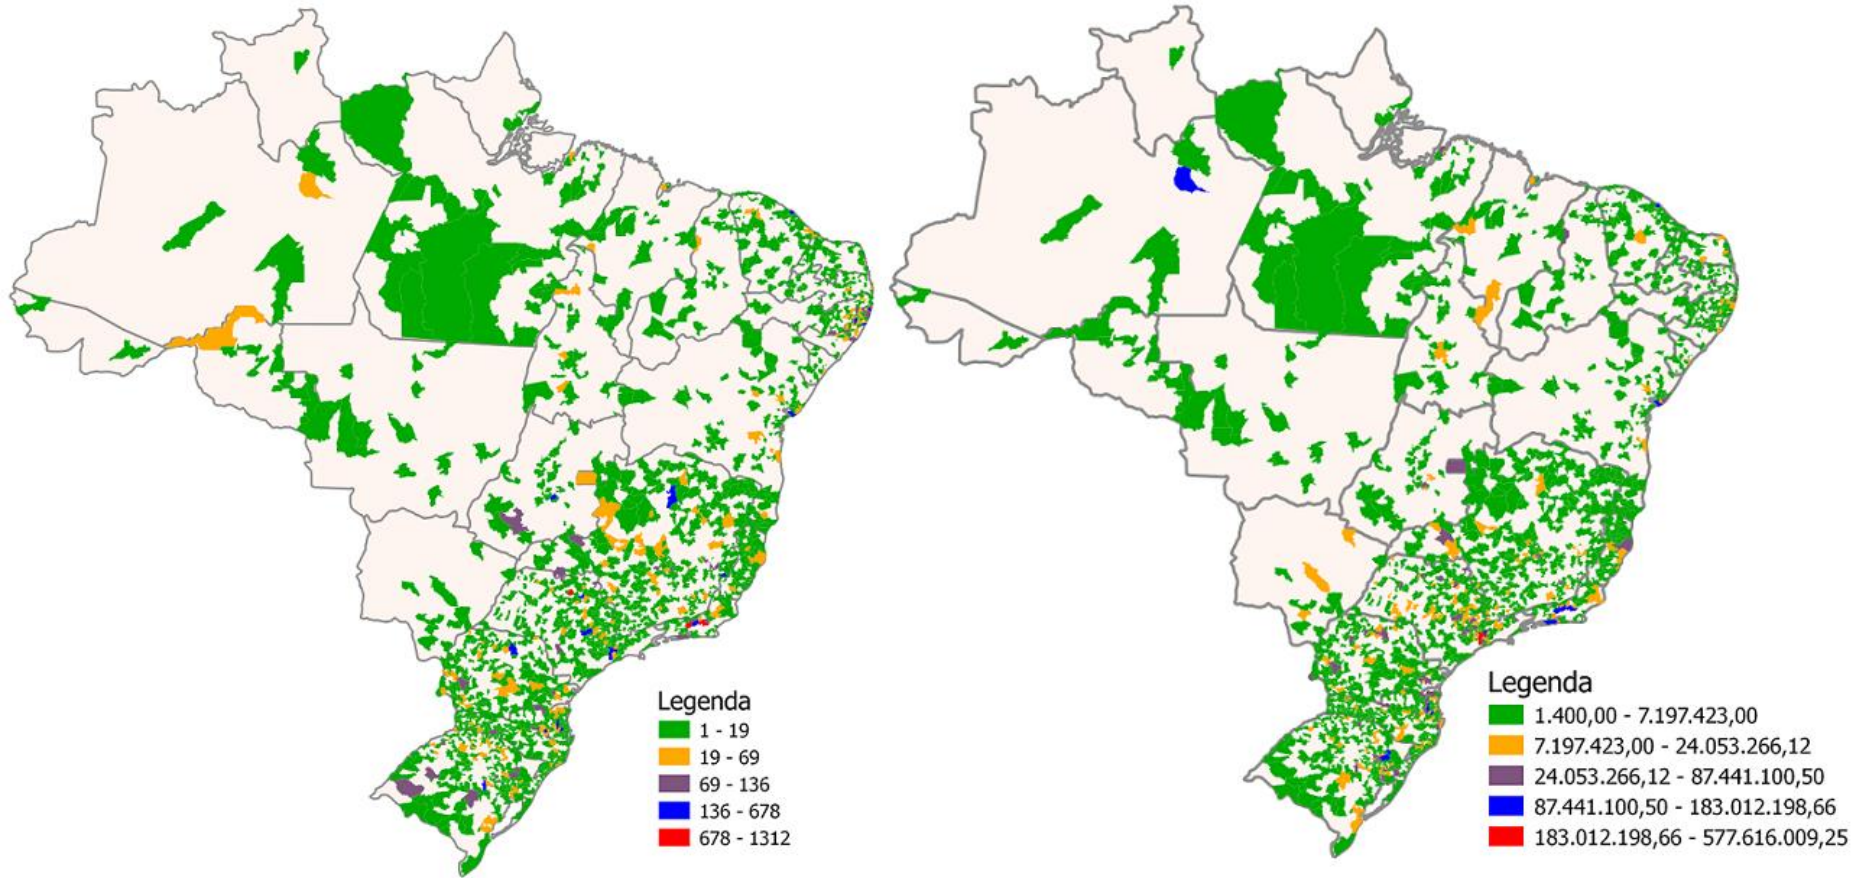 Legenda
1 - 19
19 - 69
69 - 136
136 - 678
678 - 1312
Legenda
1.400,00 - 7.197.423,00
7.197.423,00 - 24.053.266,12
24.053.266,12 - 87.441.100,50
87.441.100,50 - 183.012.198,66
183.012.198,66 - 577.616.009,25